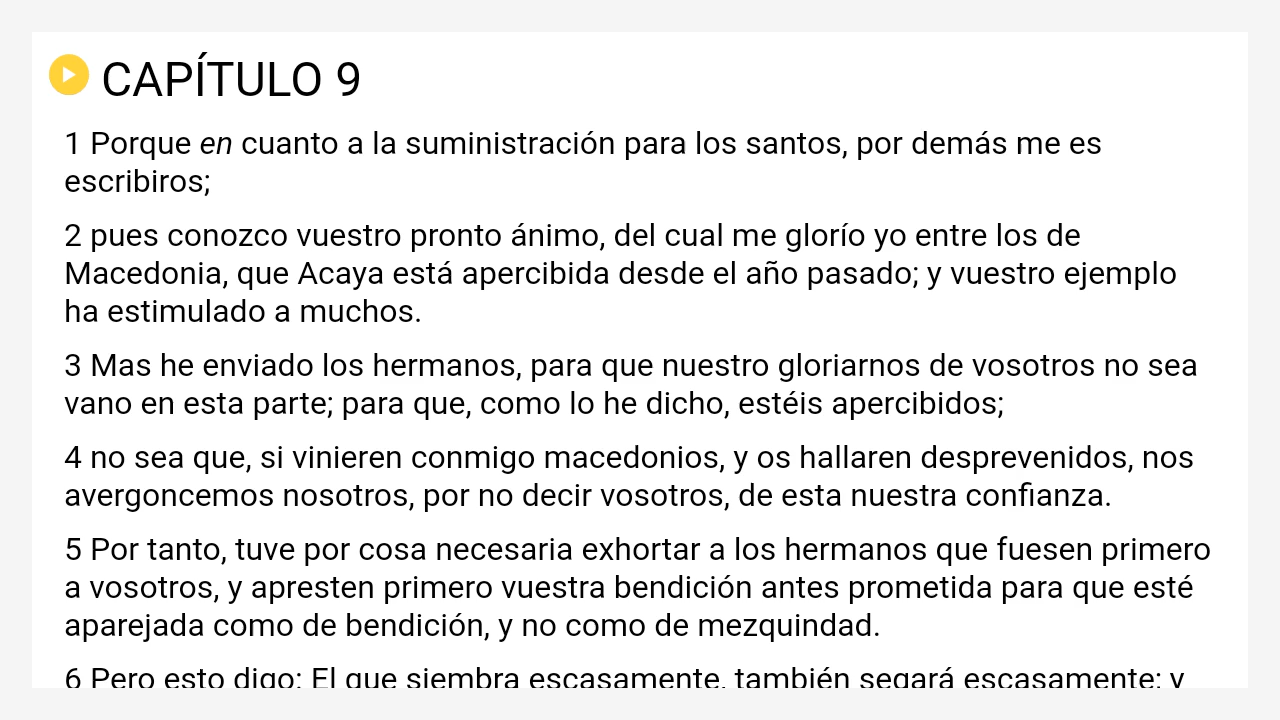 CAPÍTULO 9
1 Porque en cuanto a la suministración para los santos, por demás me es
escribiros;
2 pues conozco vuestro pronto ánimo, del cual me glorío yo entre los de
Macedonia, que Acaya está apercibida desde el año pasado; y vuestro ejemplo
ha estimulado a muchos.
3 Mas he enviado los hermanos, para que nuestro gloriarnos de vosotros no sea
vano en esta parte; para que, como lo he dicho, estéis apercibidos;
4 no sea que, si vinieren conmigo macedonios, y os hallaren desprevenidos, nos
avergoncemos nosotros, por no decir vosotros, de esta nuestra confianza.
5 Por tanto, tuve por cosa necesaria exhortar a los hermanos que fuesen primero
a vosotros, y apresten primero vuestra bendición antes prometida para que esté
aparejada como de bendición, y no como de mezquindad.
6 Pero esto digo: El que siembra escasamente, también segará escasamente; y